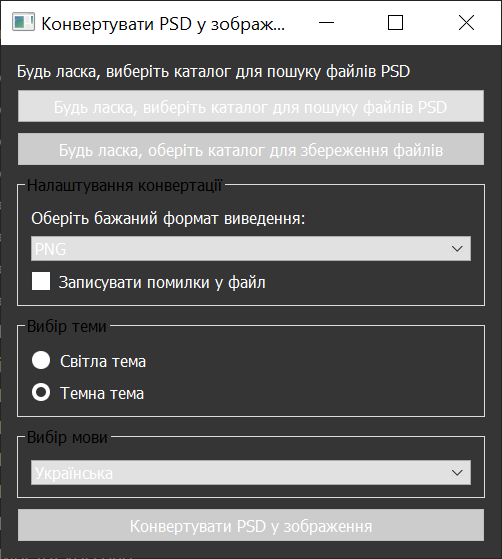 Конвертувати PSD у зображ...
Будь ласка, виберіть каталог для пошуку файлів PSD
Будь ласка, виберіть каталог для пошуку файлів PSD
Будь ласка, оберіть каталог для збереження файлів
Налаштування конвертації
Оберіть бажаний формат виведення:
PNG
Записувати помилки у файл
Вибір теми
Світла тема
Темна тема
Вибір мови
Українська
Конвертувати PSD у зображення